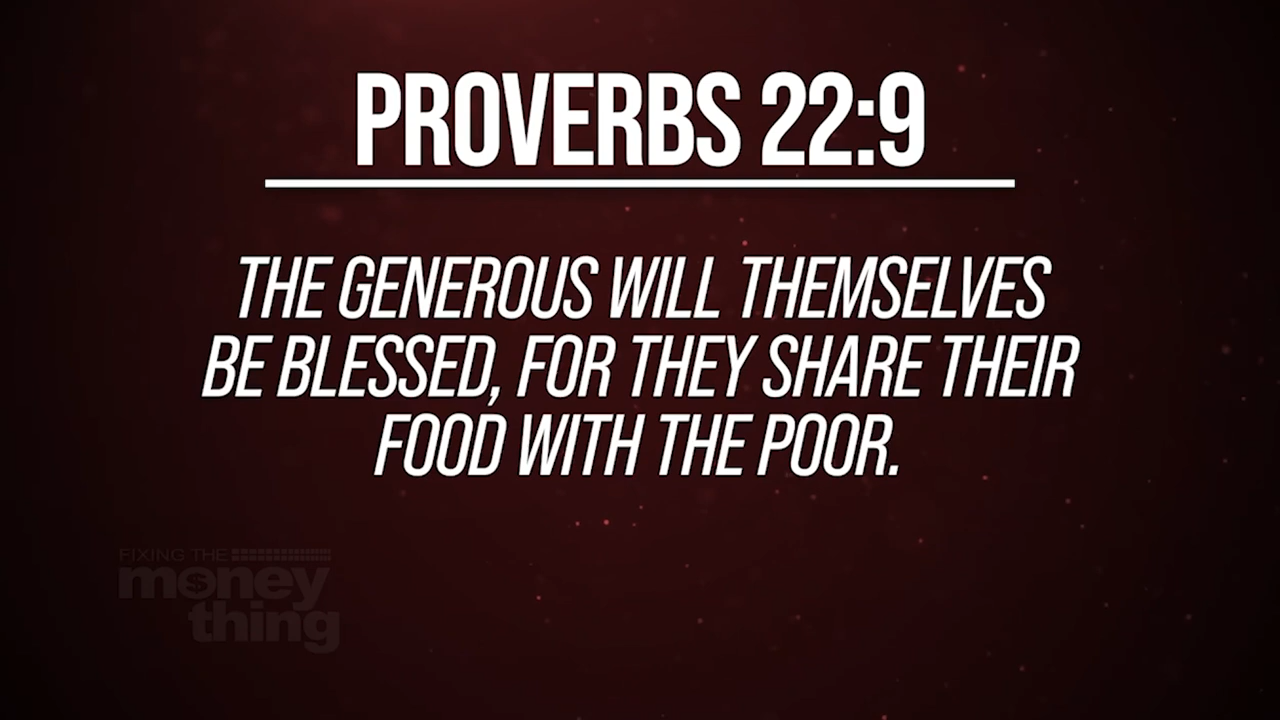 PROVERBS 22:9
THE GENEROUS WILL THEMSELVES
BE BLESSED, FOR THEY SHARE THEIR
FOOD WITH THE POOR.
FIXING THE
money
thing